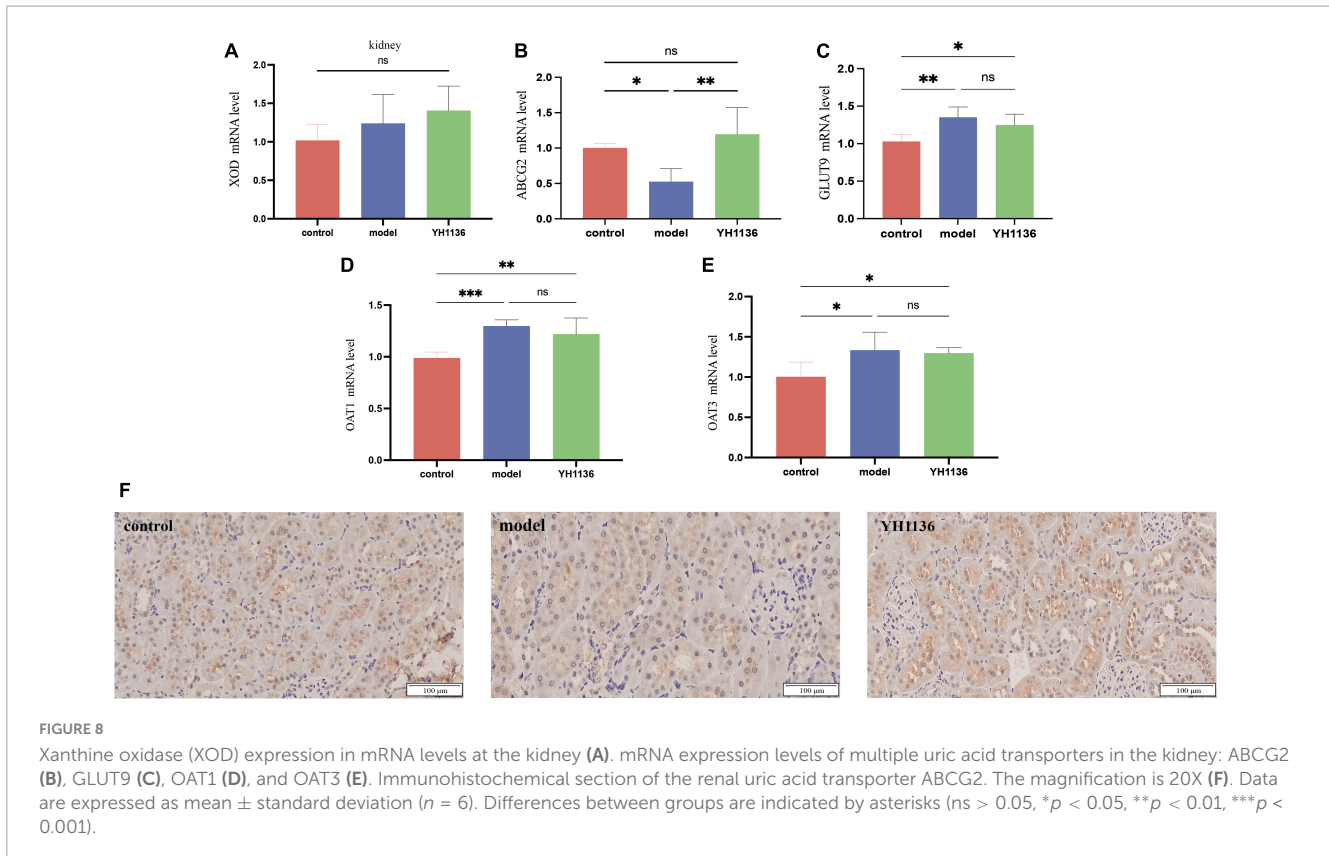 A
kidney
ns
XOD mRNA level
2.0
1.5
1.0
0.5
0.0
control model YH1136
B
ns
* **
ABCG2 mRNA level
2.0
1.5
1.0
0.5
0.0
control model YH1136
C
*
** ns
GLUT9 mRNA level
2.0
1.5
1.0
0.5
0.0
control model YH1136
D
**
*** ns
OAT1 mRNA level
1.5
1.0
0.5
0.0
control model YH1136
E
*
* ns
OAT3 mRNA level
2.0
1.5
1.0
0.5
0.0
control model YH1136
F
control
100 μm
model
100 μm
YH1136
100 μm
FIGURE 8
Xanthine oxidase (XOD) expression in mRNA levels at the kidney (A). mRNA expression levels of multiple uric acid transporters in the kidney: ABCG2
(B), GLUT9 (C), OAT1 (D), and OAT3 (E). Immunohistochemical section of the renal uric acid transporter ABCG2. The magnification is 20X (F). Data
are expressed as mean ± standard deviation (n = 6). Differences between groups are indicated by asterisks (ns > 0.05, *p < 0.05, **p < 0.01, ***p <
0.001).